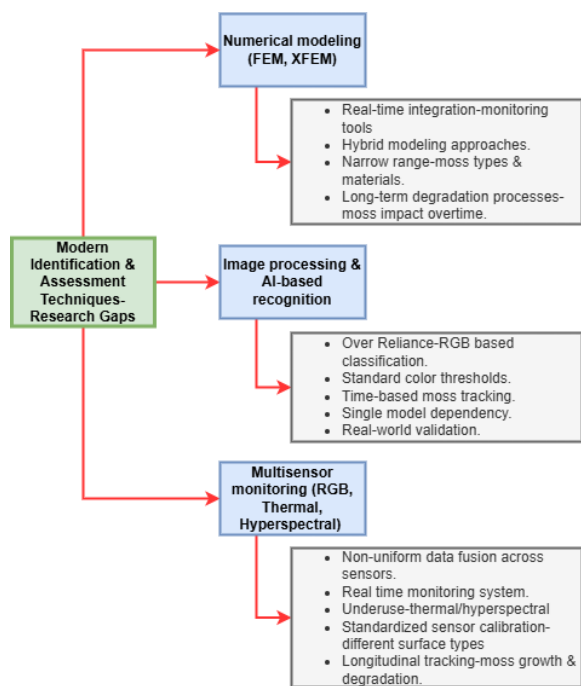 Numerical modeling
(FEM, XFEM)
• Real-time integration-monitoring
tools
• Hybrid modeling approaches.
• Narrow range-moss types &
materials.
• Long-term degradation processes-
moss impact overtime.
Modern
Identification &
Assessment
Techniques-
Research Gaps
Image processing &
AI-based
recognition
• Over Reliance-RGB based
classification.
• Standard color thresholds.
• Time-based moss tracking.
• Single model dependency.
• Real-world validation.
Multisensor
monitoring (RGB,
Thermal,
Hyperspectral)
• Non-uniform data fusion across
sensors.
• Real time monitoring system.
• Underuse-thermal/hyperspectral
• Standardized sensor calibration-
different surface types
• Longitudinal tracking-moss growth &
degradation.